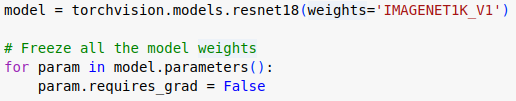 model = torchvision.models.resnet18(weights='IMAGENET1K_V1')
# Freeze all the model weights
for param in model.parameters():
    param.requires_grad = False